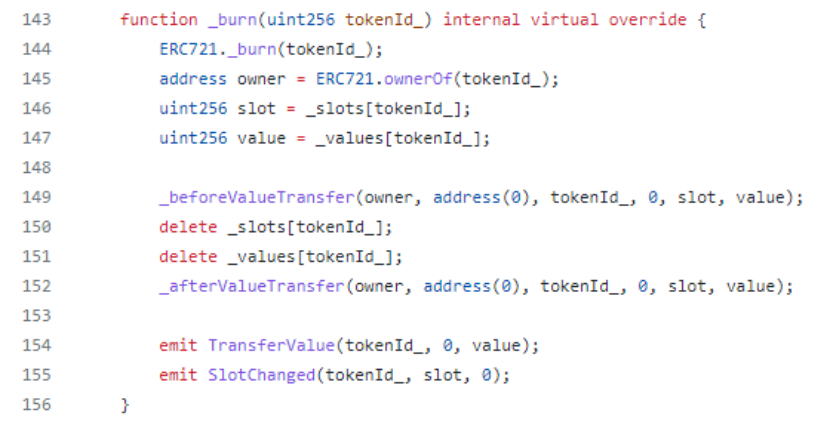 143 function _burn(uint256 tokenId_) internal virtual override {
144 ERC721._burn(tokenId_);
145 address owner = ERC721.ownerOf(tokenId_);
146 uint256 slot = _slots[tokenId_];
147 uint256 value = _values[tokenId_];
148
149 _beforeValueTransfer(owner, address(0), tokenId_, 0, slot, value);
150 delete _slots[tokenId_];
151 delete _values[tokenId_];
152 _afterValueTransfer(owner, address(0), tokenId_, 0, slot, value);
153
154 emit TransferValue(tokenId_, 0, value);
155 emit SlotChanged(tokenId_, slot, 0);
156 }